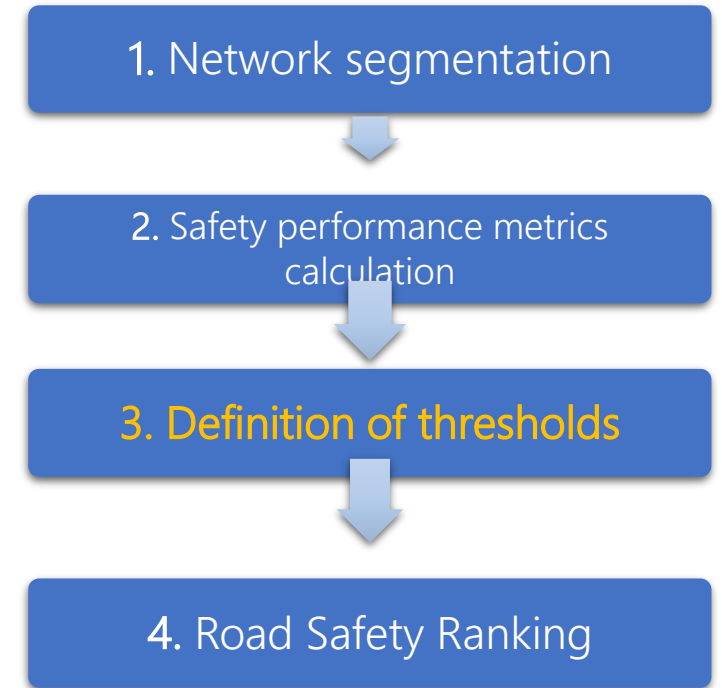 1. Network segmentation
2. Safety performance metrics
calculation
3. Definition of thresholds
4. Road Safety Ranking